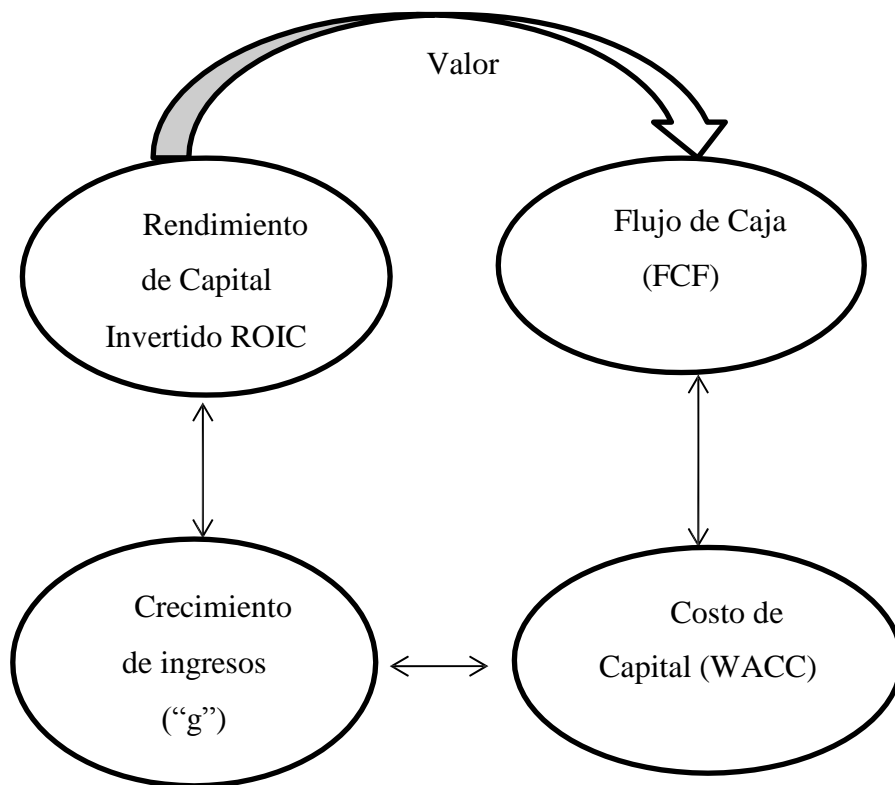 Valor
Rendimiento
de Capital
Invertido ROIC
Flujo de Caja
(FCF)
Crecimiento
de ingresos
(“g”)
Costo de
Capital (WACC)